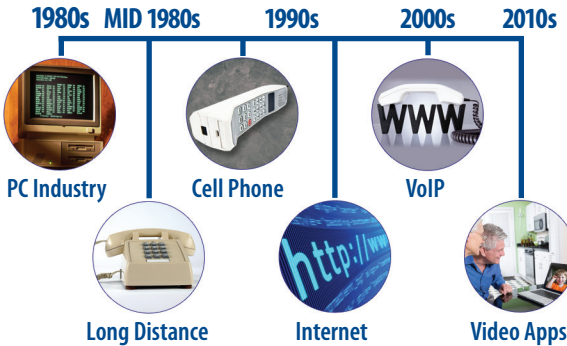 1980s MID 1980s 1990s 2000s 2010s
PC Industry Cell Phone VoIP
www
http://ww
Long Distance Internet Video Apps